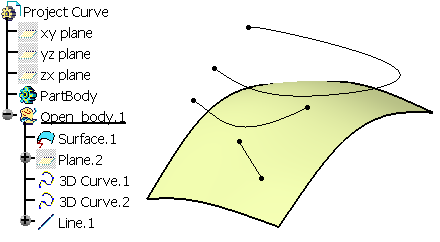 Project Curve
xy plane
yz plane
zx plane
PartBody
Open_body.1
Surface.1
Plane.2
3D Curve.1
3D Curve.2
Line.1